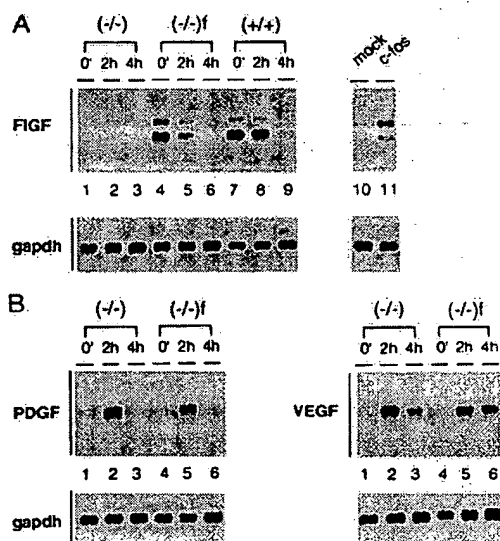 A
(-/-) (-/-)f (+/+)
0' 2h 4h 0' 2h 4h 0' 2h 4h mock c-fos
FIGF
1 2 3 4 5 6 7 8 9 10 11
gapdh
B
(-/-) (-/-)f (-/-) (-/-)f
0' 2h 4h 0' 2h 4h 0' 2h 4h 0' 2h 4h
PDGF VEGF
1 2 3 4 5 6 1 2 3 4 5 6
gapdh